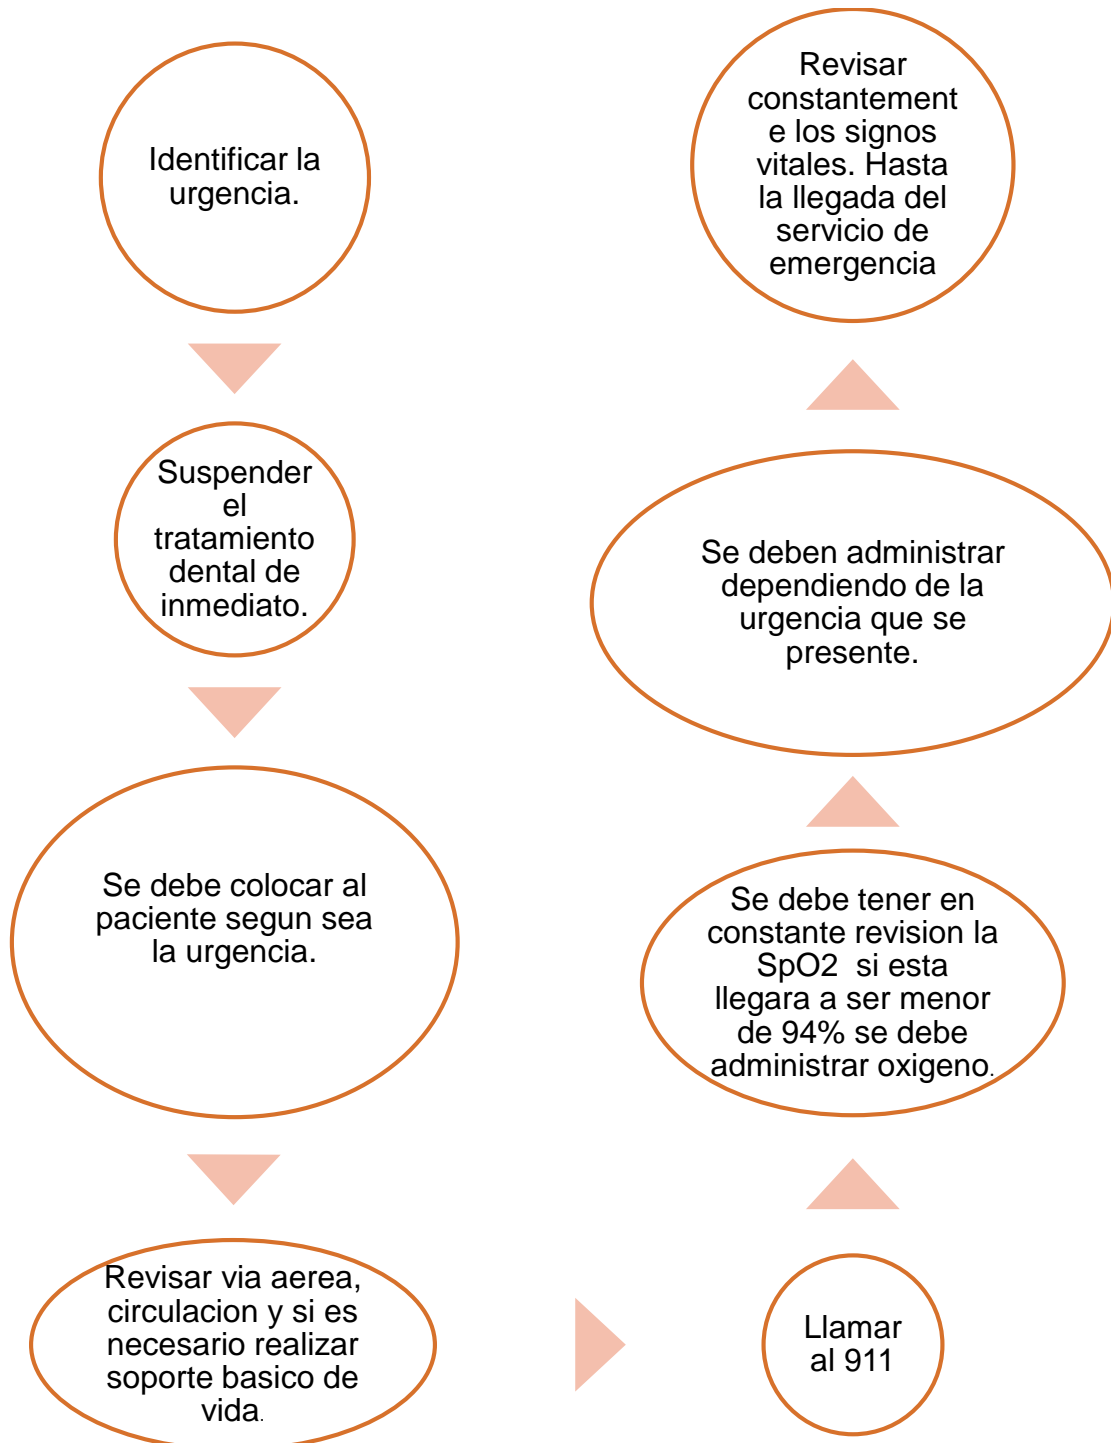 Identificar la
urgencia.
Suspender
el
tratamiento
dental de
inmediato.
Se debe colocar al
paciente segun sea
la urgencia.
Revisar via aerea,
circulacion y si es
necesario realizar
soporte basico de
vida.
Llamar
al 911
Se debe tener en
constante revision la
SpO2  si esta
llegara a ser menor
de 94% se debe
administrar oxigeno.
Se deben administrar
dependiendo de la
urgencia que se
presente.
Revisar
constantement
e los signos
vitales. Hasta
la llegada del
servicio de
emergencia